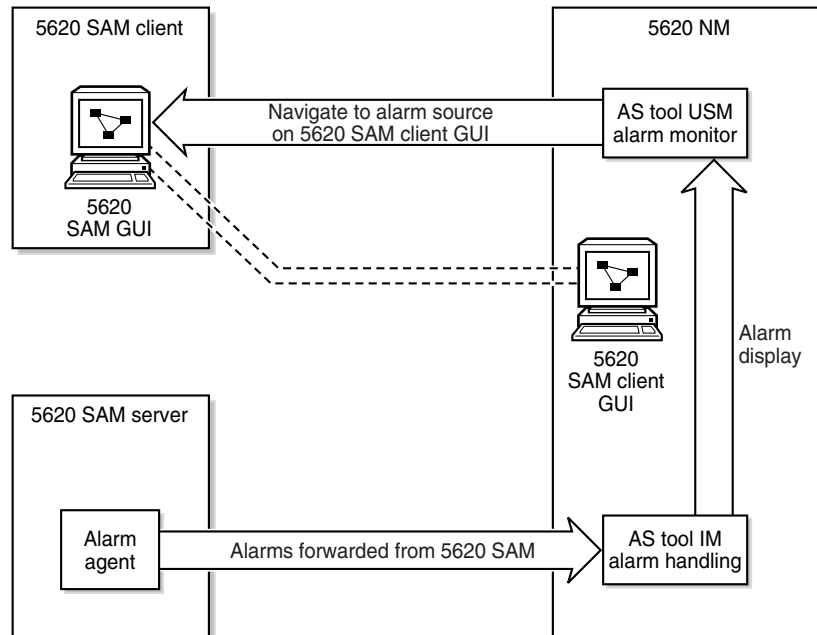 5620 SAM client
5620 NM
Navigate to alarm source
on 5620 SAM client GUI
AS tool USM
alarm monitor
5620
SAM GUI
Alarm
display
5620
SAM client
GUI
5620 SAM server
Alarm
agent
Alarms forwarded from 5620 SAM
AS tool IM
alarm handling